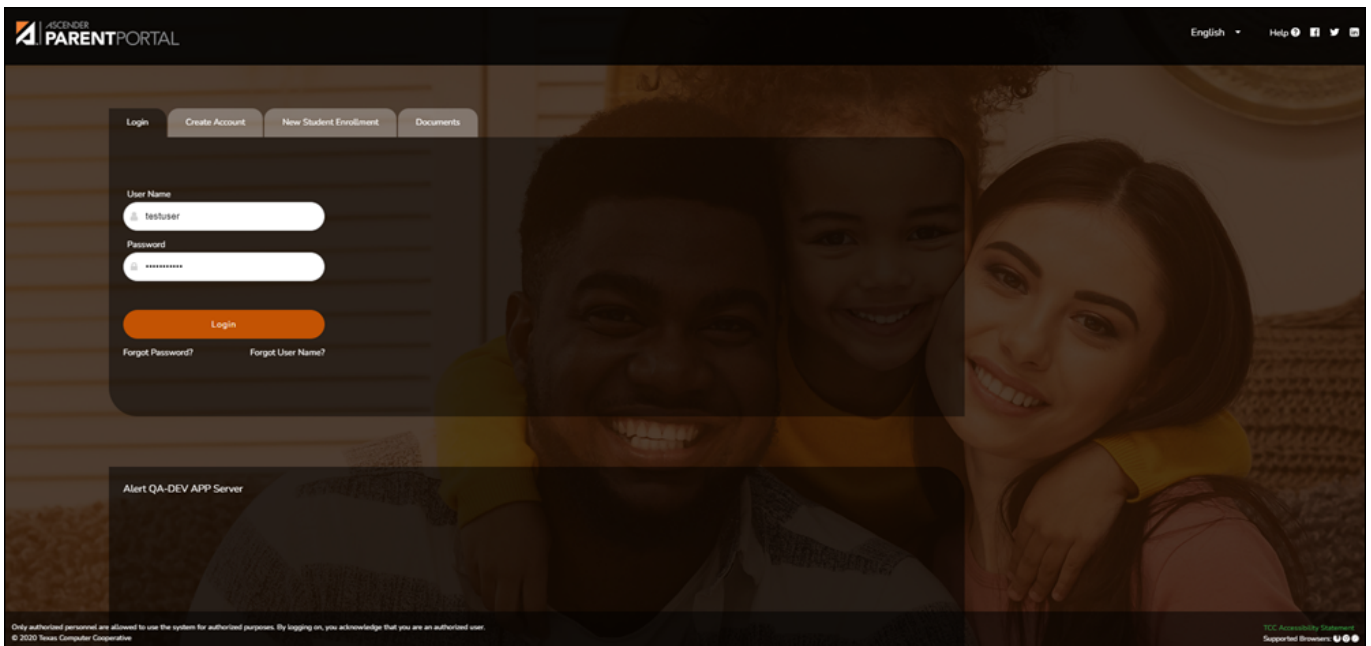 ASCENDER
PARENTPORTAL
English
Help
Login
Create Account
New Student Enrollment
Documents
User Name
testuser
Password
Login
Forgot Password?
Forgot User Name?
Alert QA-DEV APP Server
Only authorized personnel are allowed to use the system for authorized purposes. By logging on, you acknowledge that you are an authorized user.
© 2020 Texas Computer Cooperative
TCC Accessibility Statement
Supported Browsers: